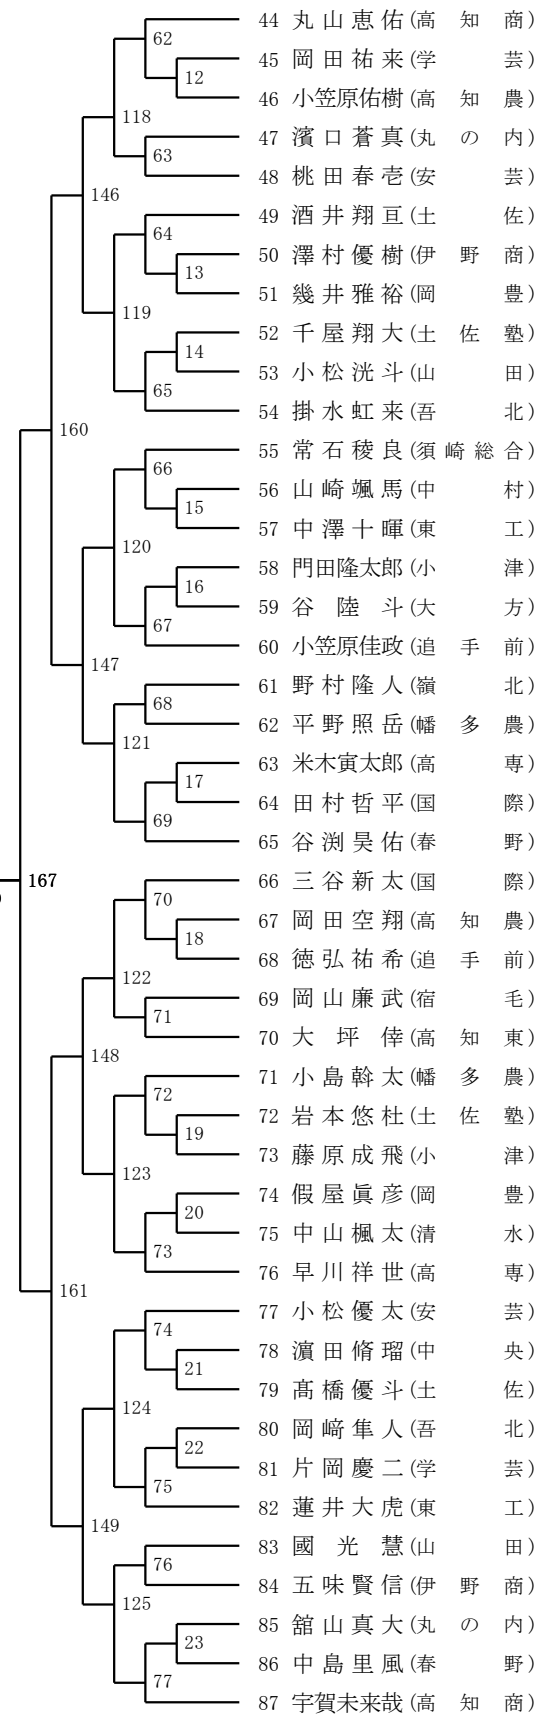 44 丸山恵佑(高知商)
62
45 岡田祐来(学芸)
12
46 小笠原佑樹(高知農)
118
47 濱口蒼真(丸の内)
63
48 桃田春壱(安芸)
146
49 酒井翔亘(土佐)
64
50 澤村優樹(伊野商)
13
51 幾井雅裕(岡豊)
119
52 千屋翔大(土佐塾)
14
53 小松洸斗(山田)
65
54 掛水虹来(吾北)
160
55 常石稜良(須崎総合)
66
56 山崎颯馬(中村)
15
57 中澤十暉(東工)
120
58 門田隆太郎(小津)
16
59 谷陸斗(大方)
67
60 小笠原佳政(追手前)
147
61 野村隆人(嶺北)
68
62 平野照岳(幡多農)
121
63 米木寅太郎(高専)
17
64 田村哲平(国際)
69
65 谷渕昊佑(春野)
167
66 三谷新太(国際)
70
67 岡田空翔(高知農)
18
68 徳弘祐希(追手前)
122
69 岡山廉武(宿毛)
71
70 大坪倖(高知東)
148
71 小島斡太(幡多農)
72
72 岩本悠杜(土佐塾)
19
73 藤原成飛(小津)
123
74 假屋眞彦(岡豊)
20
75 中山楓太(清水)
73
76 早川祥世(高専)
161
77 小松優太(安芸)
74
78 濵田脩瑠(中央)
21
79 髙橋優斗(土佐)
124
80 岡﨑隼人(吾北)
22
81 片岡慶二(学芸)
75
82 蓮井大虎(東工)
149
83 國光慧(山田)
76
84 五味賢信(伊野商)
125
85 舘山真大(丸の内)
23
86 中島里風(春野)
77
87 宇賀未来哉(高知商)